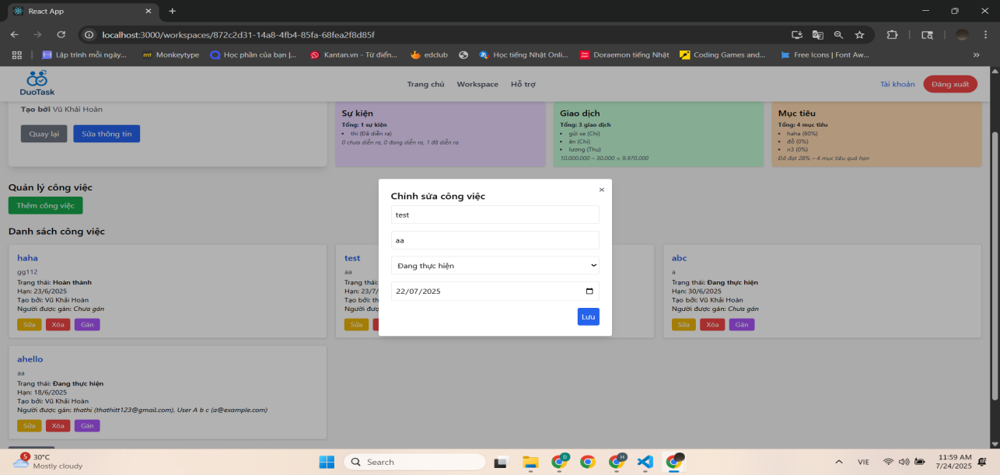 React App
localhost:3000/workspaces/872c2d31-14a8-4fb4-85fa-68fea2f8d85f
Lập trình mỗi ngày...
Monkeytype
Học phần của bạn |...
Kantan.vn - Từ điển...
edclub
Học tiếng Nhật Onli...
Doraemon tiếng Nhật
Coding Games and...
Free Icons | Font Aw...
DuoTask
Trang chủ
Workspace
Hỗ trợ
Tài khoản
Đăng xuất
Tạo bởi Vũ Khải Hoàn
Quay lại
Sửa thông tin
Sự kiện
Tổng: 1 sự kiện
thi (Đã diễn ra)
0 chưa diễn ra, 0 đang diễn ra, 1 đã diễn ra
Giao dịch
Tổng: 3 giao dịch
gửi xe (Chi)
ăn (Chi)
lương (Thu)
10.000.000 − 30.000 = 9.970.000
Mục tiêu
Tổng: 4 mục tiêu
haha (60%)
đỗ (0%)
n3 (0%)
Đã đạt 28% − 4 mục tiêu quá hạn
Quản lý công việc
Thêm công việc
Danh sách công việc
haha
gg112
Trạng thái: Hoàn thành
Hạn: 23/6/2025
Tạo bởi: Vũ Khải Hoàn
Người được gán: Chưa gán
Sửa
Xóa
Gán
test
aa
Trạng thá
Hạn: 23/7/
Tạo bởi: th
Người đượ
Sửa
Chỉnh sửa công việc
×
test
aa
Đang thực hiện
22/07/2025
Lưu
abc
a
Trạng thái: Đang thực hiện
Hạn: 30/6/2025
Tạo bởi: Vũ Khải Hoàn
Người được gán: Chưa gán
Sửa
Xóa
Gán
ahello
aa
Trạng thái: Đang thực hiện
Hạn: 18/6/2025
Tạo bởi: Vũ Khải Hoàn
Người được gán: thathi (thathitt123@gmail.com), User A b c (a@example.com)
Sửa
Xóa
Gán
5
30°C
Mostly cloudy
Search
D
H
VIE
11:59 AM
7/24/2025